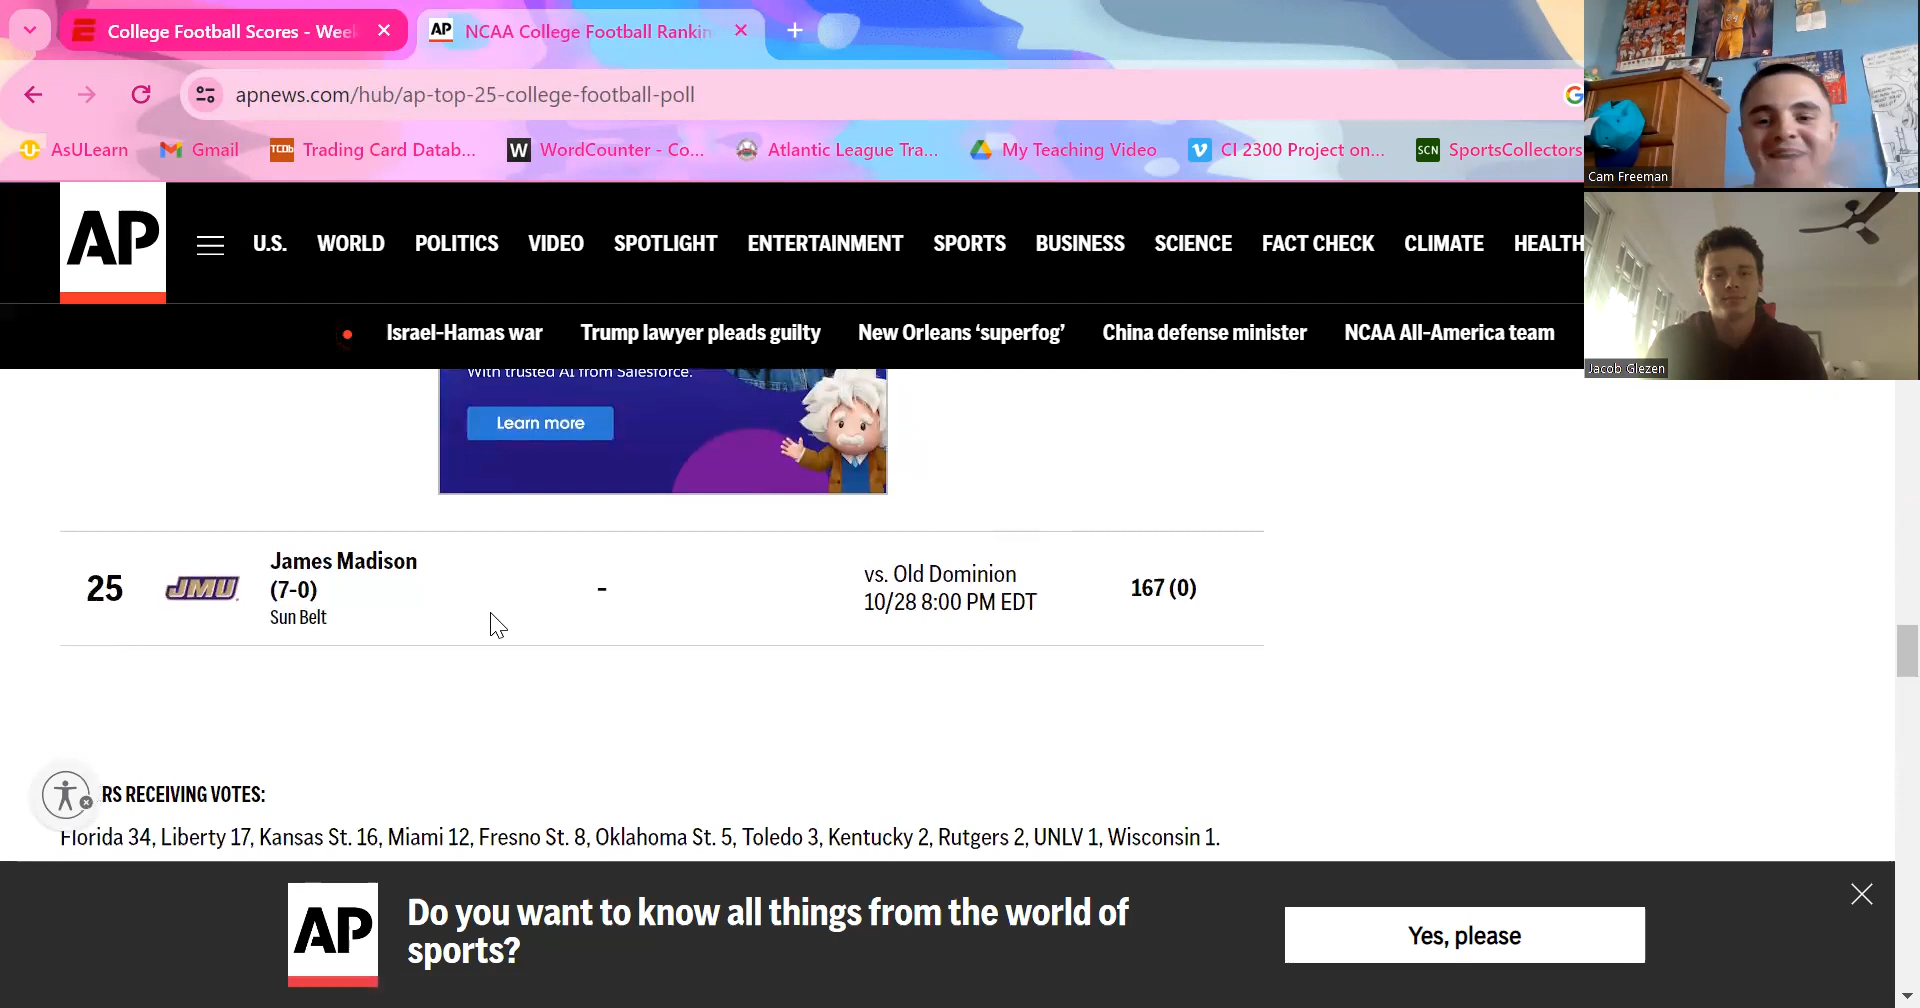 College Football Scores - Week
AP NCAA College Football Rankin
apnews.com/hub/ap-top-25-college-football-poll
AsULearn
Gmail
TCDb Trading Card Datab...
W WordCounter - Co...
Atlantic League Tra...
My Teaching Video
CI 2300 Project on...
SCN SportsCollectors
Cam Freeman
Jacob Glezen
AP
U.S. WORLD POLITICS VIDEO SPOTLIGHT ENTERTAINMENT SPORTS BUSINESS SCIENCE FACT CHECK CLIMATE HEALTH
Israel-Hamas war Trump lawyer pleads guilty New Orleans ‘superfog’ China defense minister NCAA All-America team
With trusted AI from Salesforce.
Learn more
25 JMU James Madison
(7-0)
Sun Belt
-
vs. Old Dominion
10/28 8:00 PM EDT
167 (0)
RS RECEIVING VOTES:
Florida 34, Liberty 17, Kansas St. 16, Miami 12, Fresno St. 8, Oklahoma St. 5, Toledo 3, Kentucky 2, Rutgers 2, UNLV 1, Wisconsin 1.
AP
Do you want to know all things from the world of
sports?
Yes, please